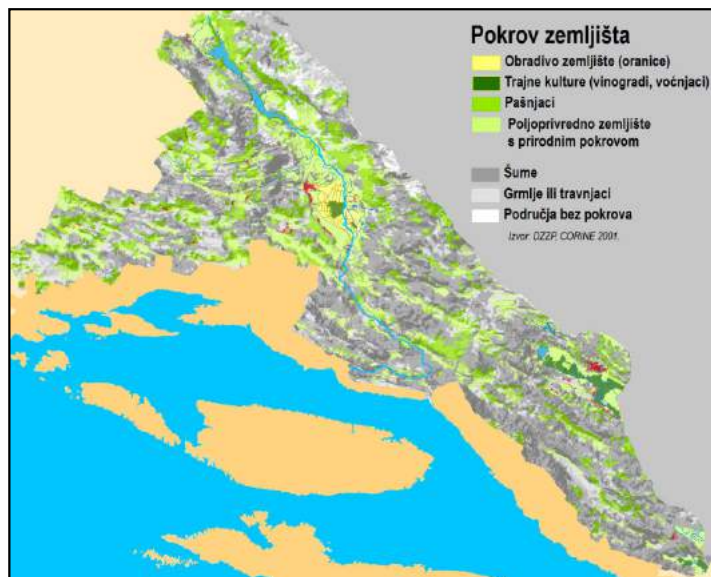 Pokrov zemljišta
Obradivo zemljište (oranice)
Trajne kulture (vinogradi, voćnjaci)
Pašnjaci
Poljoprivredno zemljište
s prirodnim pokrovom
Šume
Grmlje ili travnjaci
Područja bez pokrova
Izvor: DZZP, CORINE 2001.